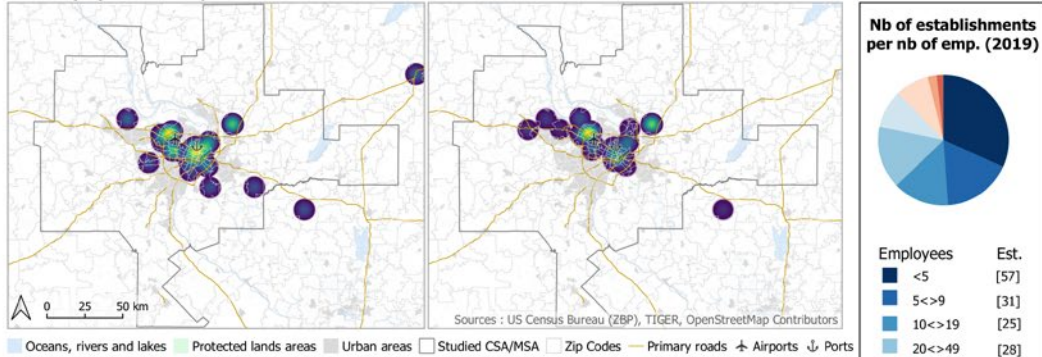 Nb of establishments
per nb of emp. (2019)
Employees Est.
<5 [57]
5<>9 [31]
10<>19 [25]
20<>49 [28]
0 25 50 km
Sources : US Census Bureau (ZBP), TIGER, OpenStreetMap Contributors
Oceans, rivers and lakes Protected lands areas Urban areas Studied CSA/MSA Zip Codes Primary roads Airports Ports